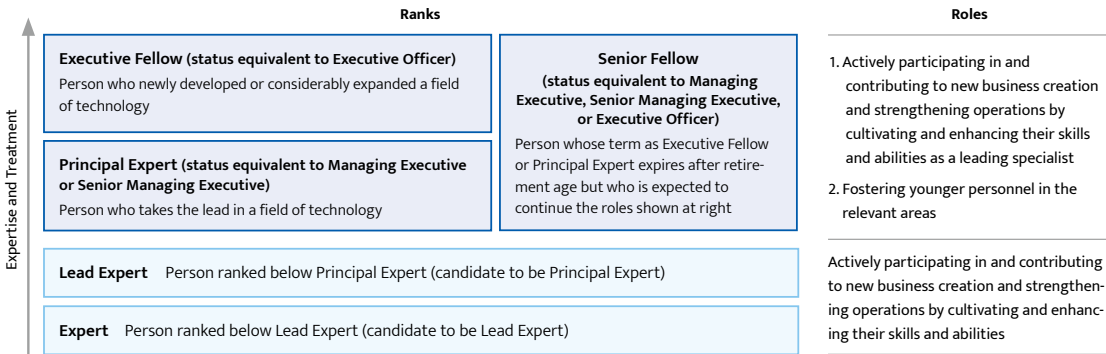 Ranks
Roles
Expertise and Treatment
Executive Fellow (status equivalent to Executive Officer)
Person who newly developed or considerably expanded a field
of technology
Principal Expert (status equivalent to Managing Executive
or Senior Managing Executive)
Person who takes the lead in a field of technology
Senior Fellow
(status equivalent to Managing
Executive, Senior Managing Executive,
or Executive Officer)
Person whose term as Executive Fellow
or Principal Expert expires after retire-
ment age but who is expected to
continue the roles shown at right
1. Actively participating in and
contributing to new business creation
and strengthening operations by
cultivating and enhancing their skills
and abilities as a leading specialist
2. Fostering younger personnel in the
relevant areas
Lead Expert Person ranked below Principal Expert (candidate to be Principal Expert)
Expert Person ranked below Lead Expert (candidate to be Lead Expert)
Actively participating in and contributing
to new business creation and strengthen-
ing operations by cultivating and enhanc-
ing their skills and abilities